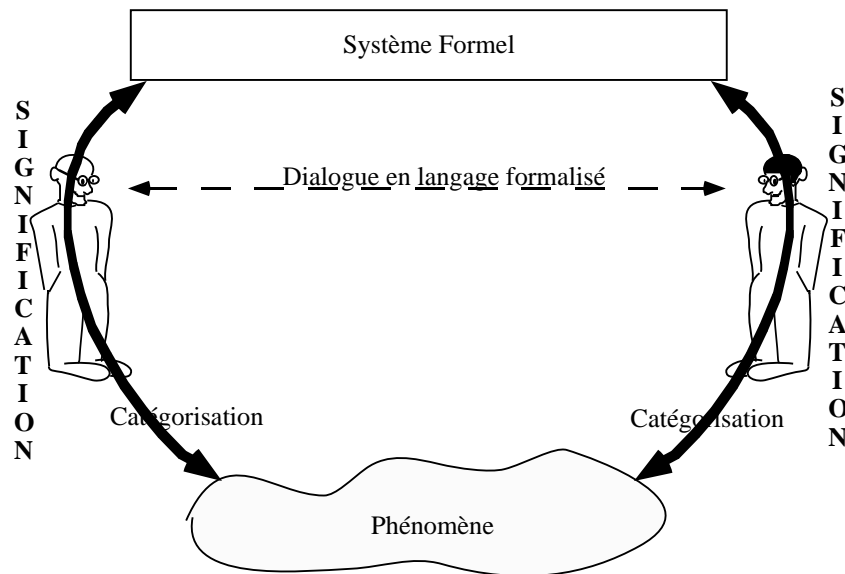 Système Formel
SIGNIFICATION
SIGNIFICATION
Dialogue en langage formalisé
Catégorisation
Catégorisation
Phénomène